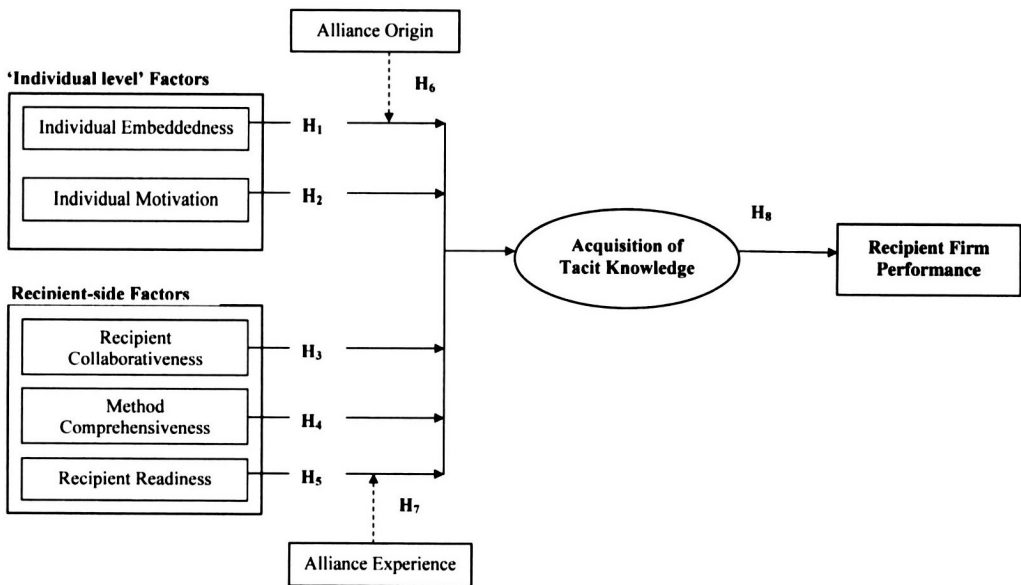 Alliance Origin
H₆
'Individual level' Factors
Individual Embeddedness
H₁
Individual Motivation
H₂
Acquisition of
Tacit Knowledge
H₈
Recipient Firm
Performance
Recipient-side Factors
Recipient
Collaborativeness
H₃
Method
Comprehensiveness
H₄
Recipient Readiness
H₅
H₇
Alliance Experience